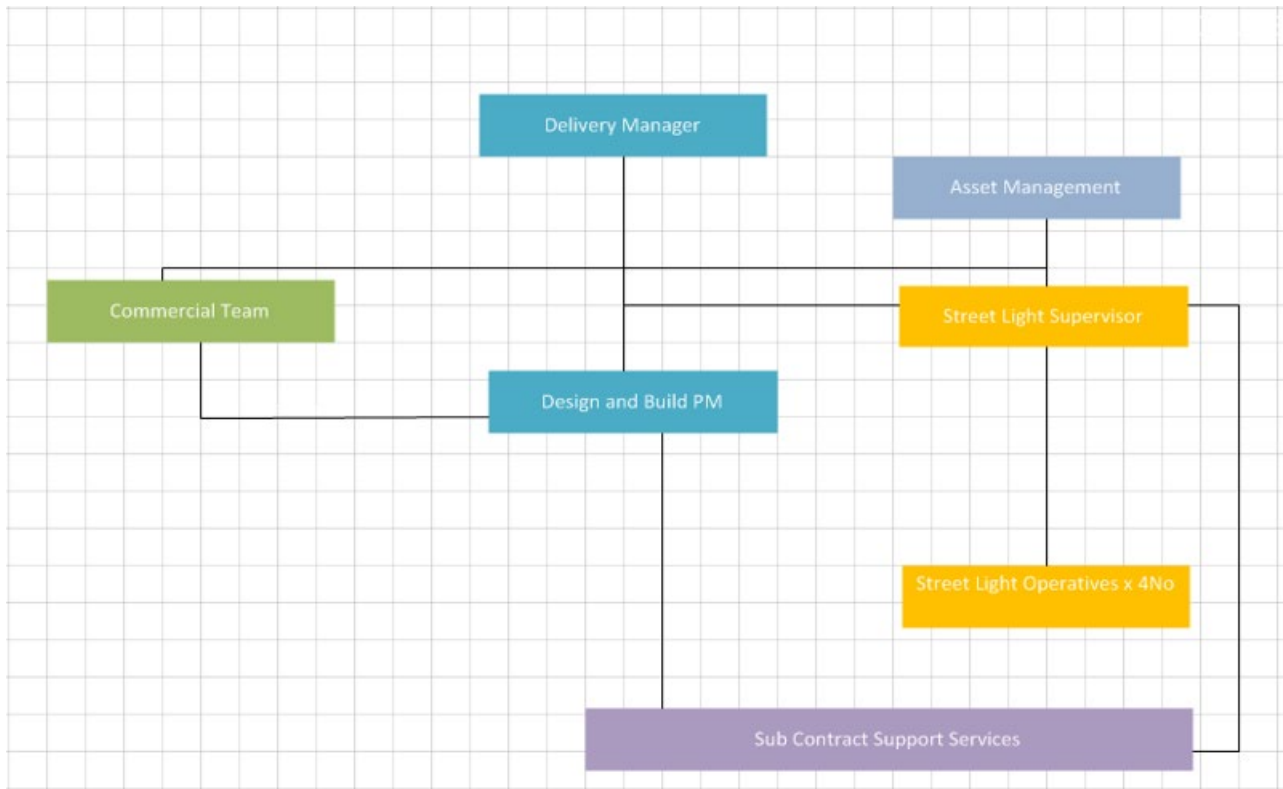 Delivery Manager
Asset Management
Commercial Team
Street Light Supervisor
Design and Build PM
Street Light Operatives x 4No
Sub Contract Support Services